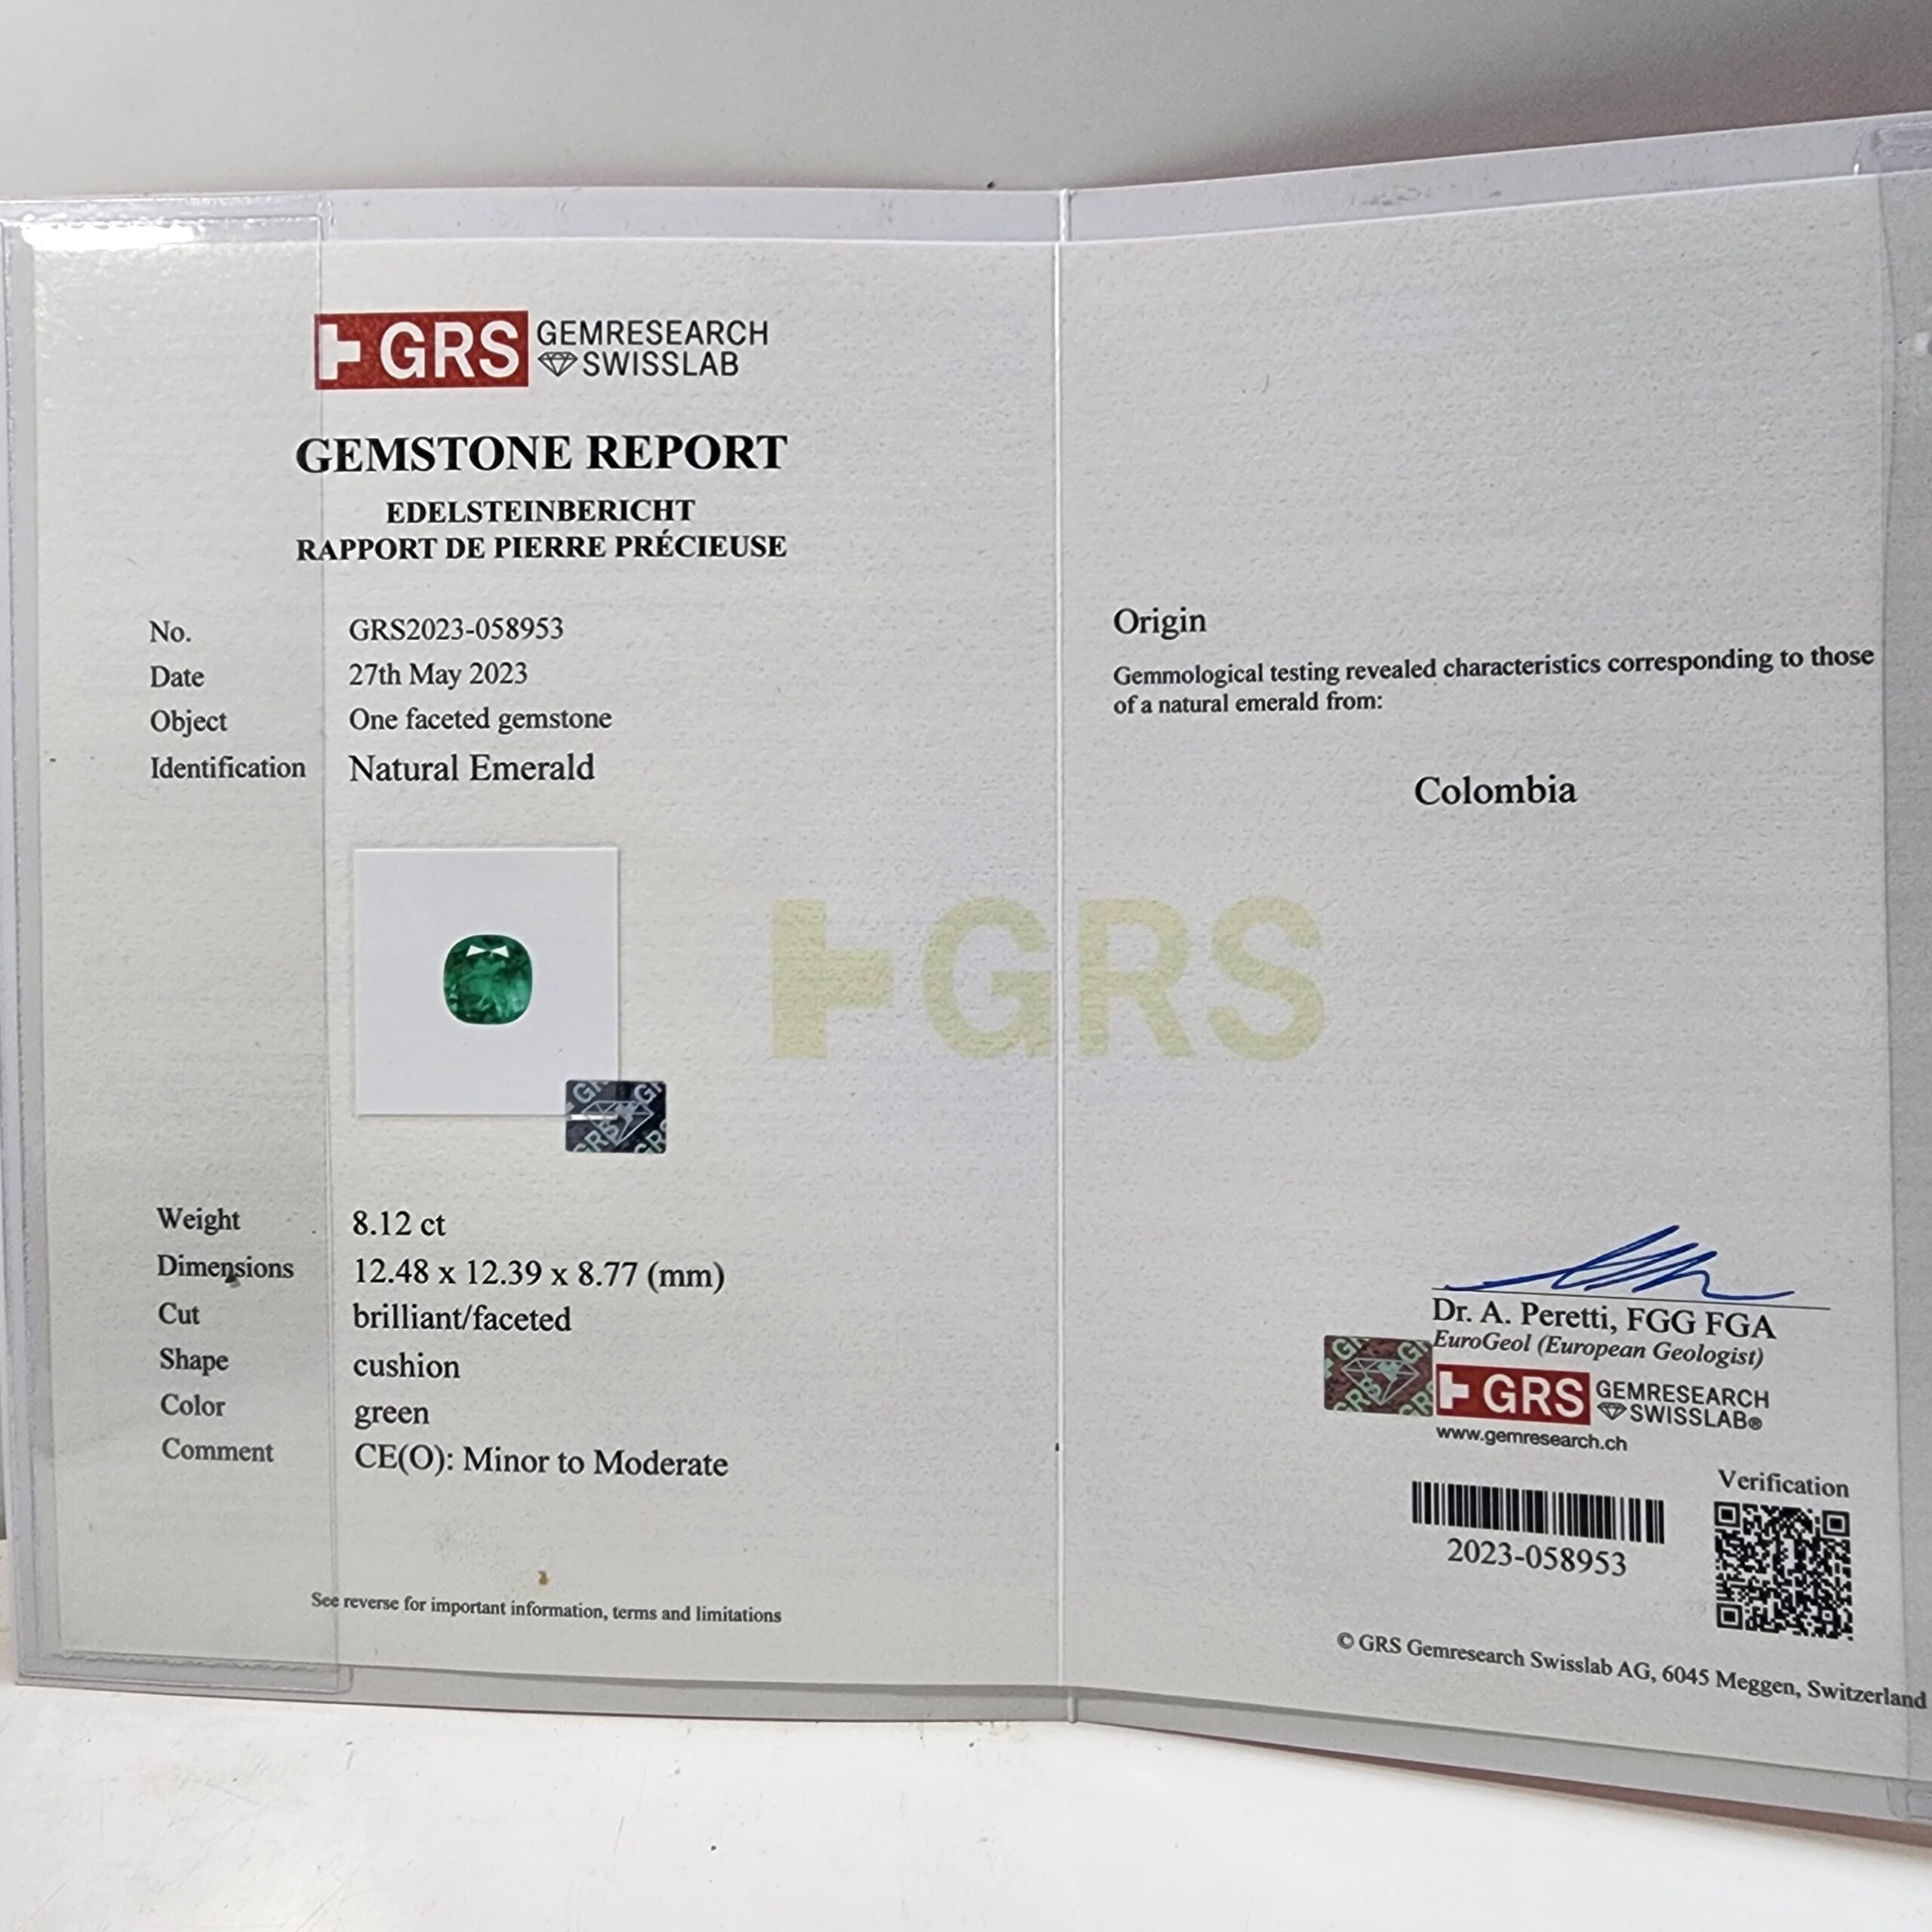 GRS GEMRESEARCH
SWISSLAB
GEMSTONE REPORT
EDELSTEINBERICHT
RAPPORT DE PIERRE PRÉCIEUSE
No. GRS2023-058953
Date 27th May 2023
Object One faceted gemstone
Identification Natural Emerald
Weight 8.12 ct
Dimensions 12.48 x 12.39 x 8.77 (mm)
Cut brilliant/faceted
Shape cushion
Color green
Comment CE(O): Minor to Moderate
See reverse for important information, terms and limitations
GRS
Origin
Gemmological testing revealed characteristics corresponding to those
of a natural emerald from:
Colombia
Dr. A. Peretti, FGG FGA
EuroGeol (European Geologist)
GRS GEMRESEARCH
SWISSLAB®
www.gemresearch.ch
Verification
2023-058953
© GRS Gemresearch Swisslab AG, 6045 Meggen, Switzerland